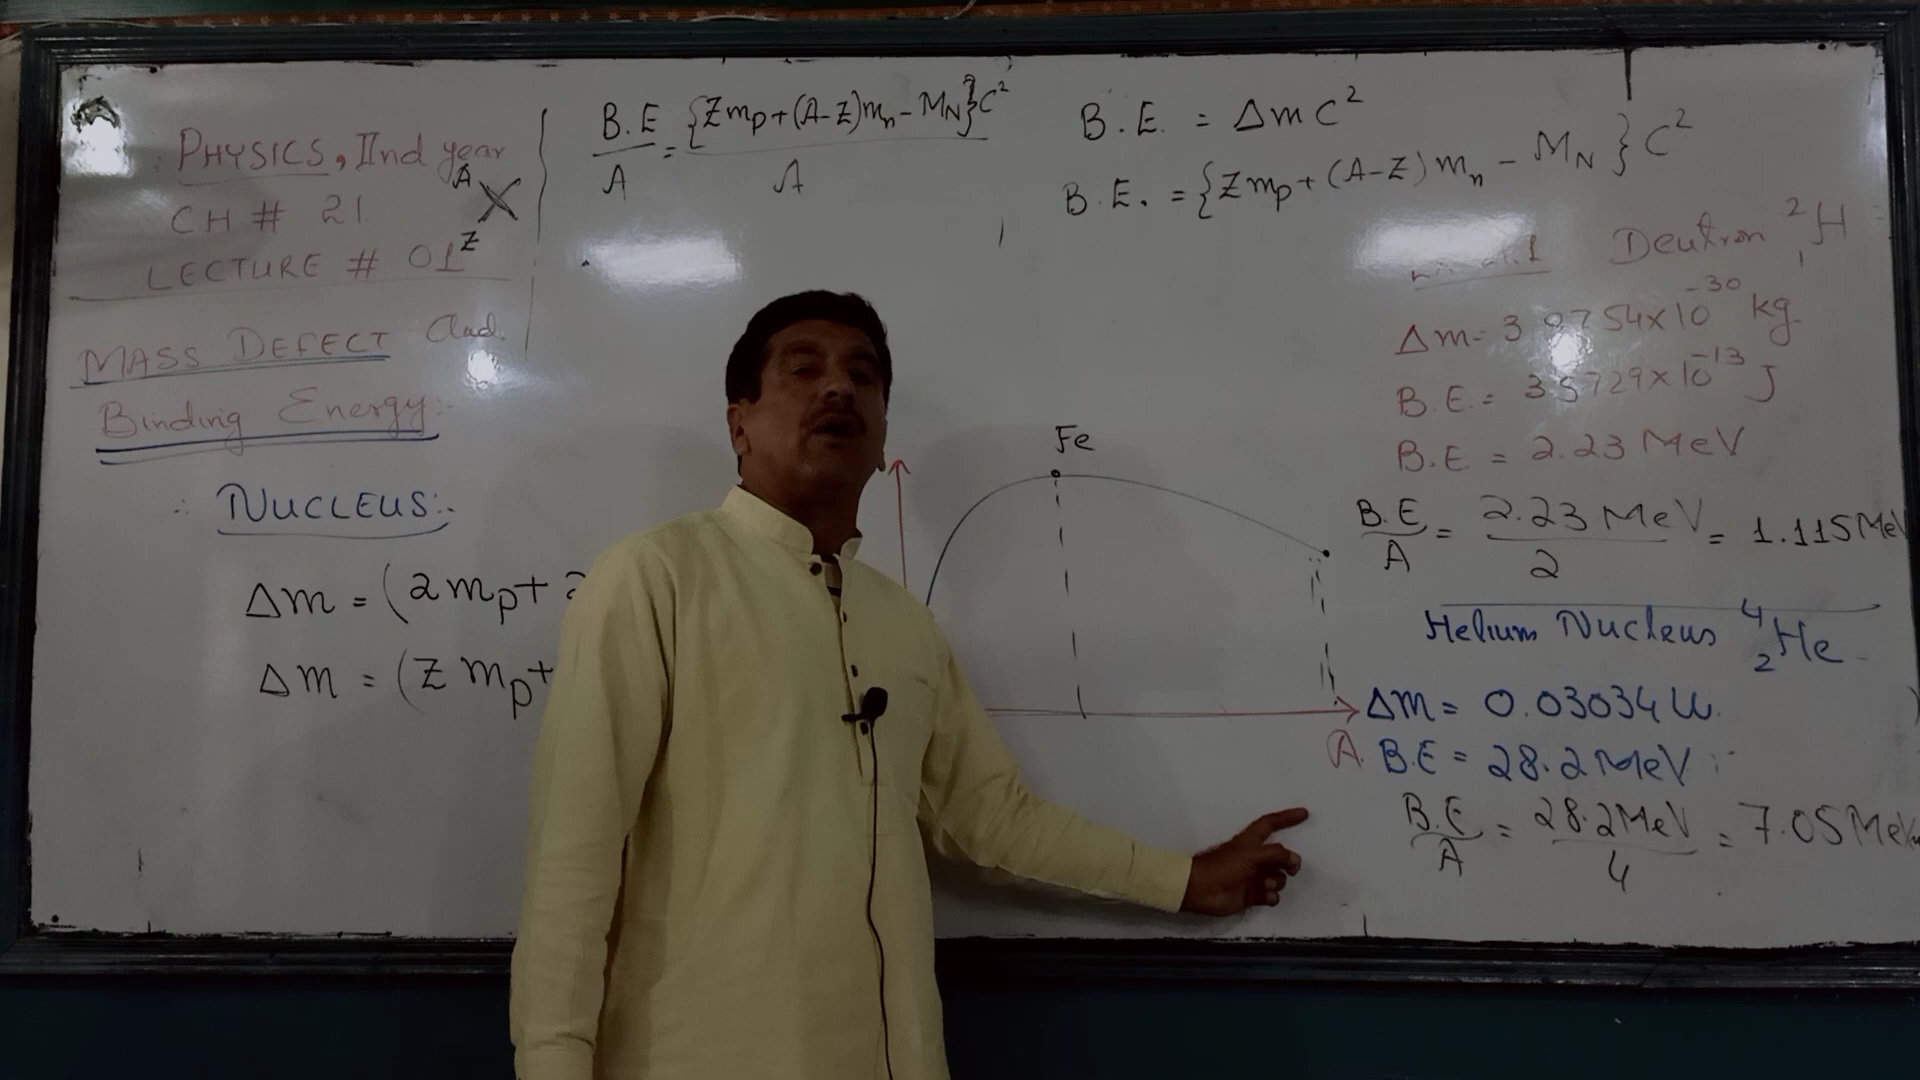 PHYSICS, IInd year
CH # 21
LECTURE # 01
A
X
Z
MASS DEFECT And
Binding Energy:-
∴ NUCLEUS:-
Δm = (2mp+ 2
Δm = (Z mp+
B.E/A = {Zmp+(A-Z)mn-MN}C²/A
B.E. = ΔmC²
B.E. = {Zmp+(A-Z)mn - MN}C²
Fe
A
.1 Deutron ²₁H
Δm= 3.9754×10⁻³⁰ kg.
B.E.= 3.5729×10⁻¹³ J
B.E = 2.23 MeV
B.E/A = 2.23 MeV/2 = 1.115MeV
Helium Nucleus ⁴₂He
Δm= 0.03034 U.
B.E = 28.2MeV
B.E/A = 28.2MeV/4 = 7.05MeV